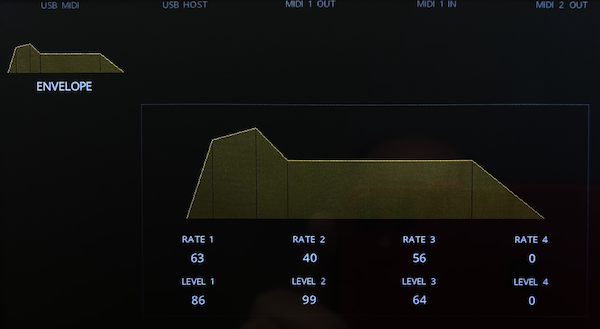 USB MIDI USB HOST MIDI 1 OUT MIDI 1 IN MIDI 2 OUT
ENVELOPE
RATE 1 RATE 2 RATE 3 RATE 4
63 40 56 0
LEVEL 1 LEVEL 2 LEVEL 3 LEVEL 4
86 99 64 0